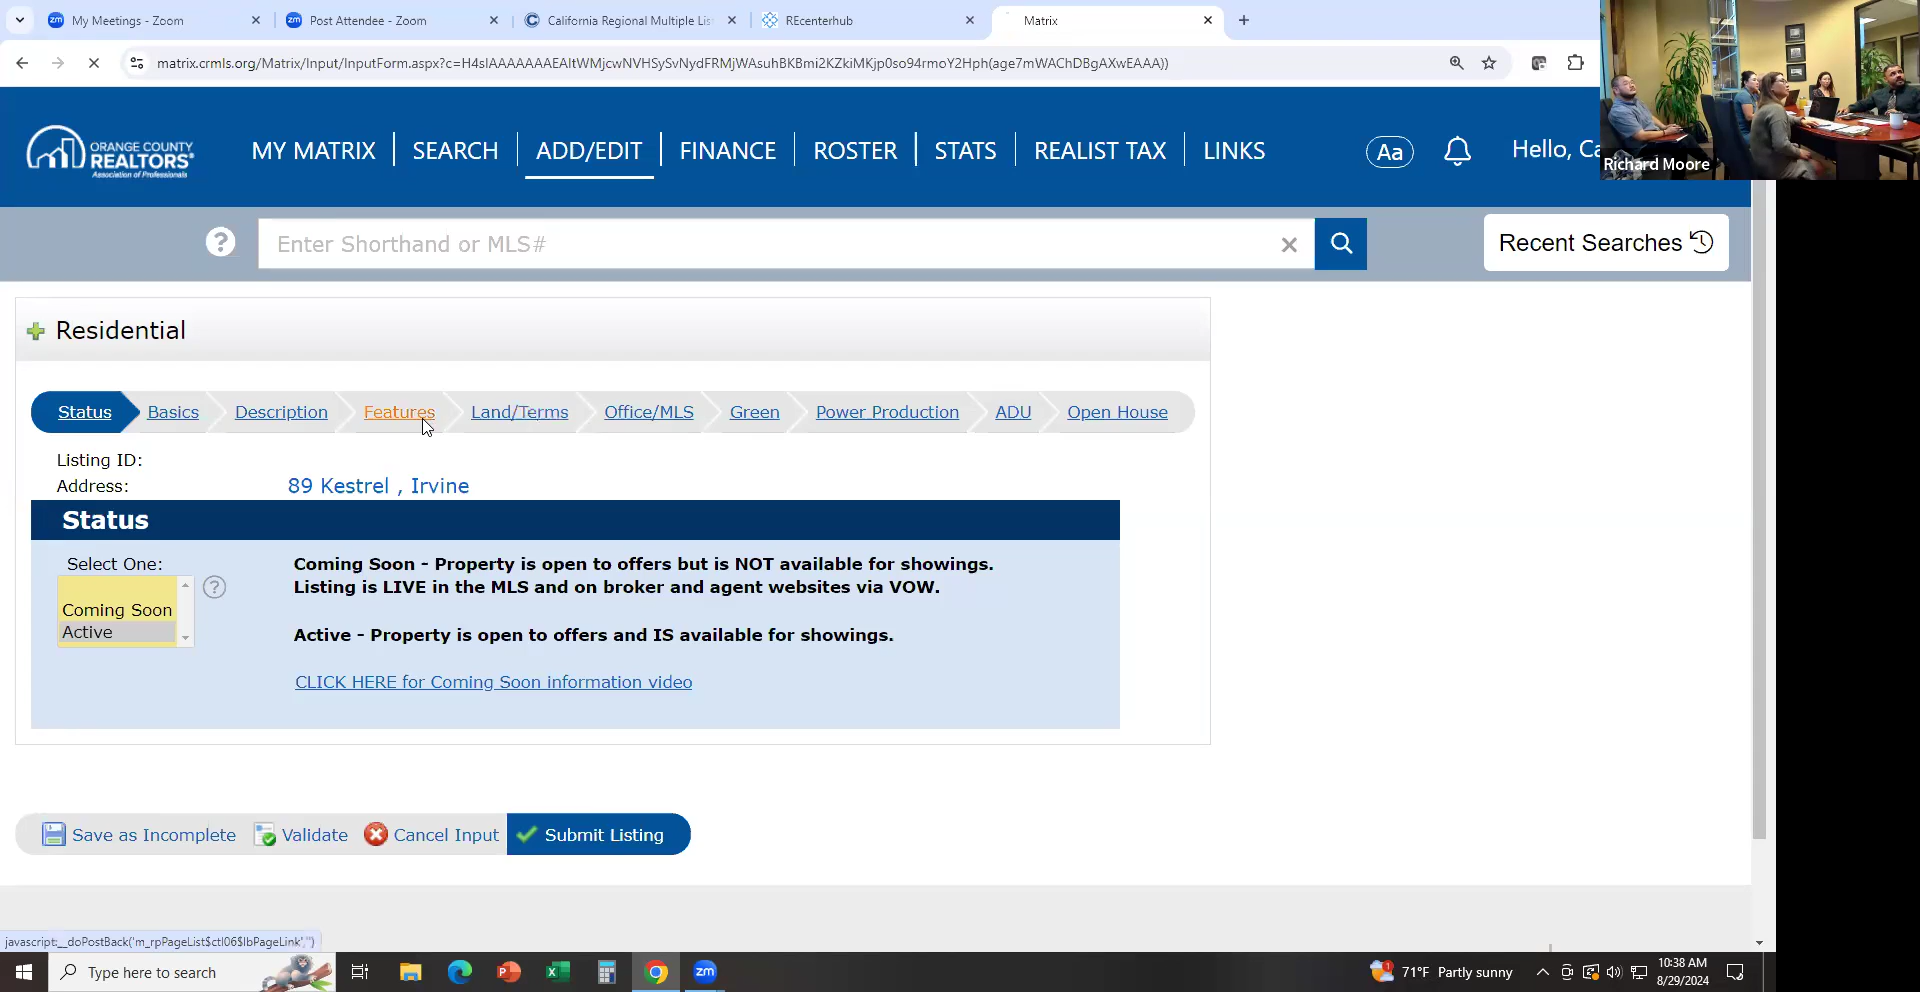 My Meetings - Zoom
Post Attendee - Zoom
California Regional Multiple Lis
REcenterhub
Matrix
matrix.crmls.org/Matrix/Input/InputForm.aspx?c=H4sIAAAAAAAEAItWMjcwNVHSySvNydFRMjWAsuhBKBmi2KZkiMKjp0so94rmoY2Hph(age7mWAChDBgAXwEAAA))
ORANGE COUNTY
REALTORS®
Association of Professionals
MY MATRIX
SEARCH
ADD/EDIT
FINANCE
ROSTER
STATS
REALIST TAX
LINKS
Aa
Hello, Ca
Richard Moore
?
Enter Shorthand or MLS#
Recent Searches
Residential
Status
Basics
Description
Features
Land/Terms
Office/MLS
Green
Power Production
ADU
Open House
Listing ID:
Address: 89 Kestrel , Irvine
Status
Select One:
Coming Soon
Active
?
Coming Soon - Property is open to offers but is NOT available for showings.
Listing is LIVE in the MLS and on broker and agent websites via VOW.
Active - Property is open to offers and IS available for showings.
CLICK HERE for Coming Soon information video
Save as Incomplete
Validate
Cancel Input
Submit Listing
javascript:__doPostBack('m_rpPageList$ctl06$lbPageLink','')
Type here to search
zm
71°F Partly sunny
10:38 AM
8/29/2024